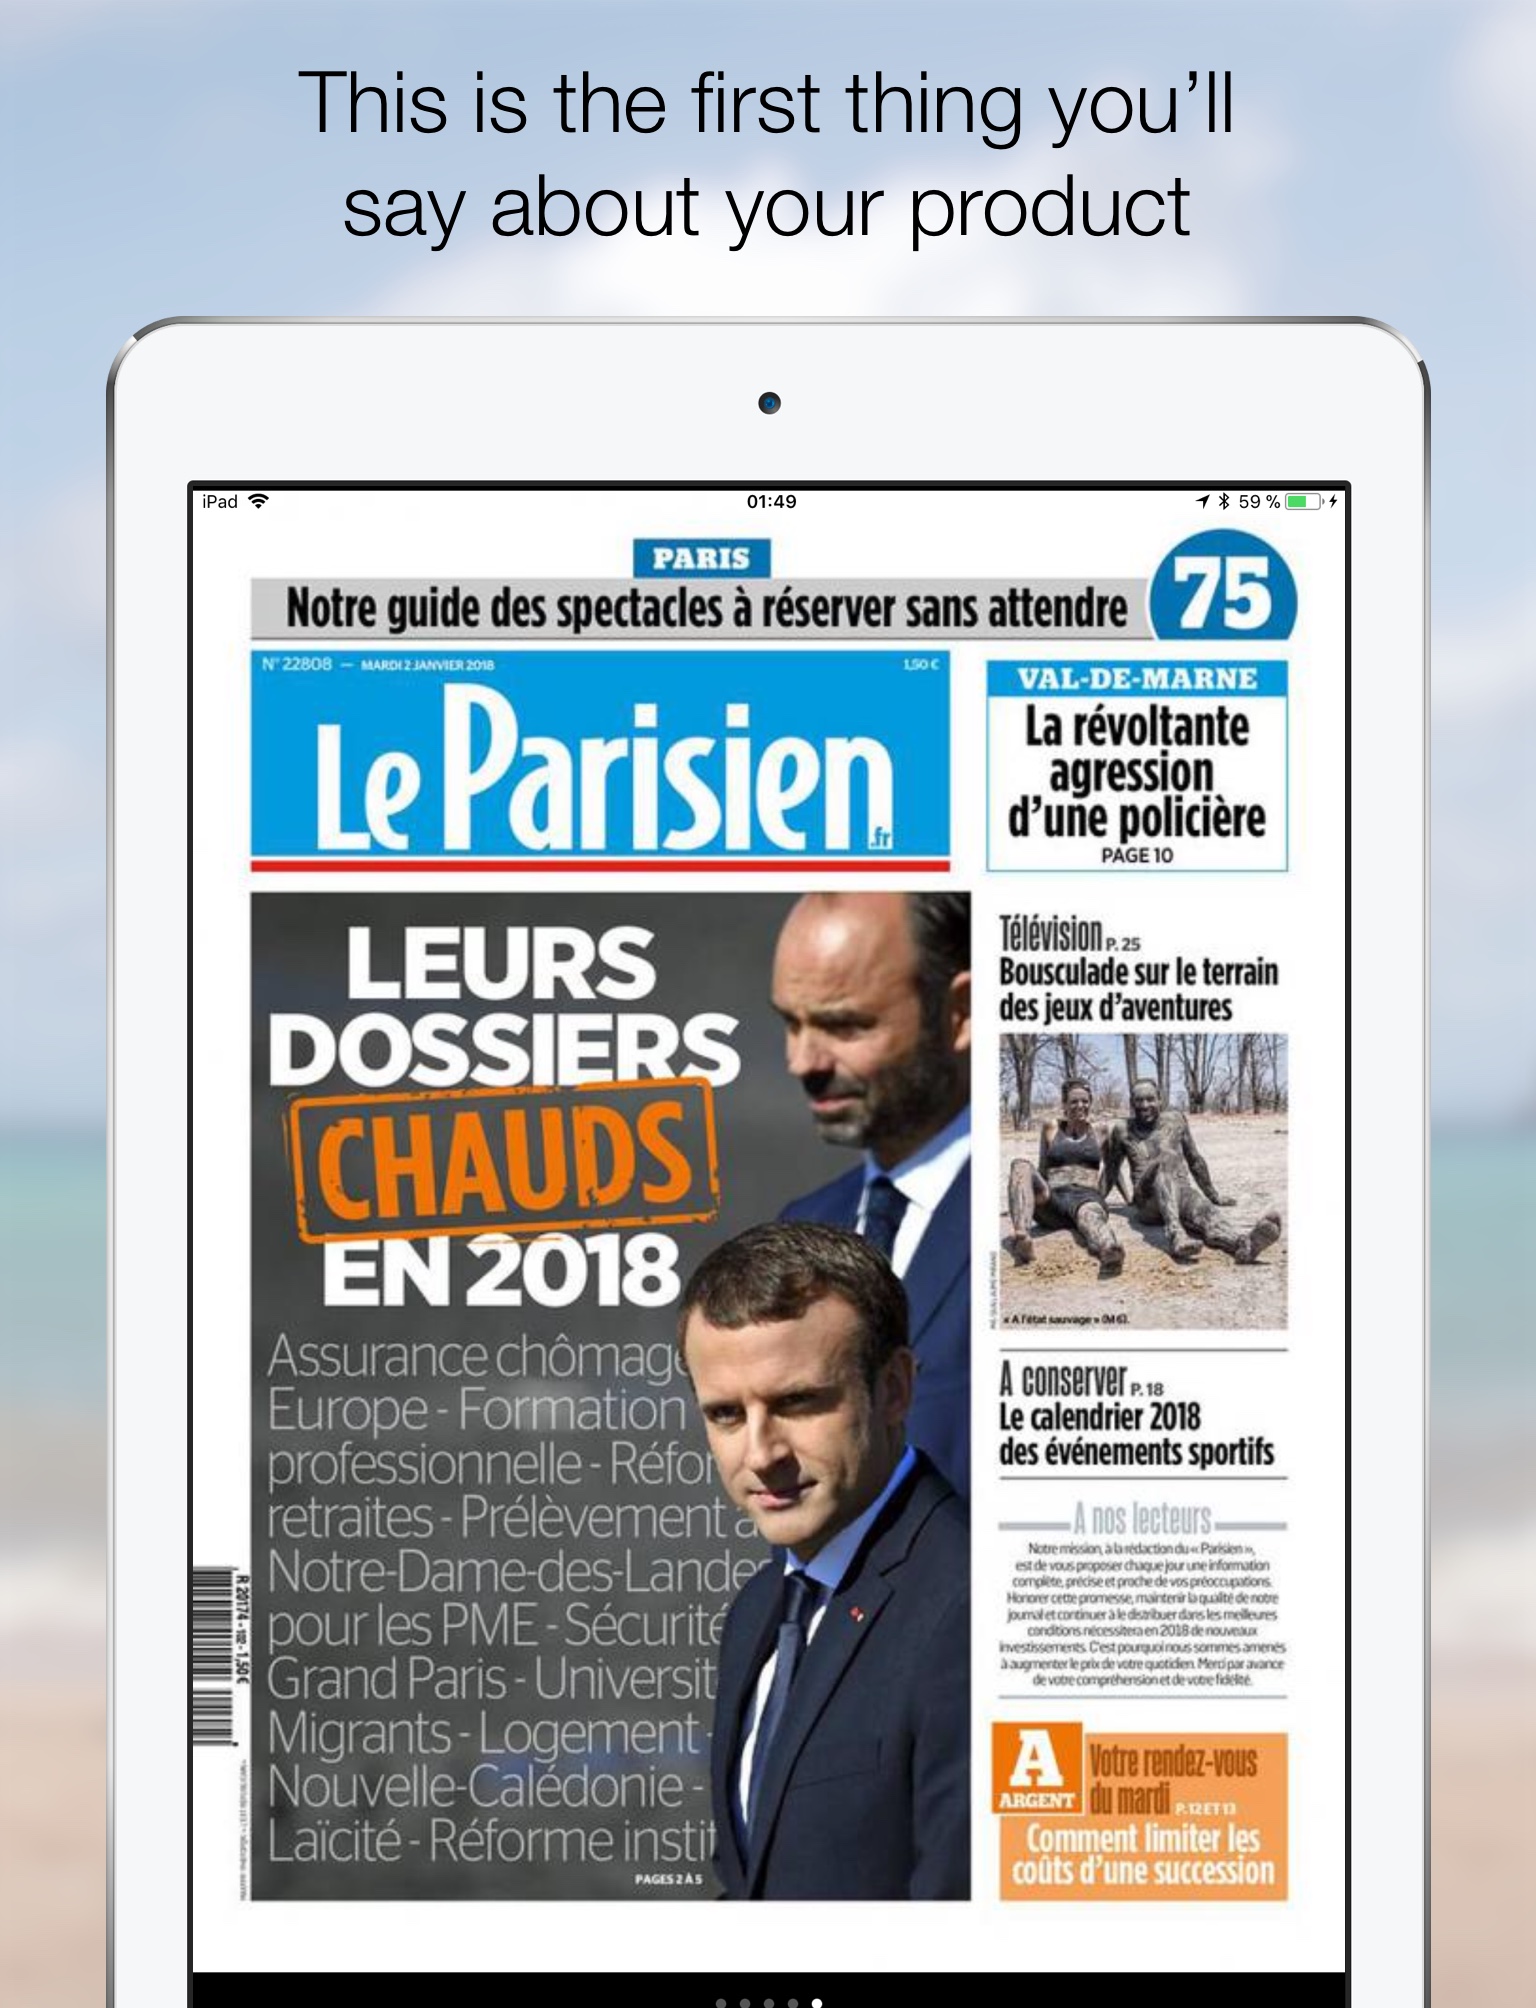 This is the first thing you'll
say about your product
iPad
01:49
59 %
PARIS
Notre guide des spectacles à réserver sans attendre
75
N° 22808 — MARDI 2 JANVIER 2018
1,50 €
Le Parisien
.fr
VAL-DE-MARNE
La révoltante
agression
d'une policière
PAGE 10
LEURS
DOSSIERS
CHAUDS
EN 2018
Assurance chômage
Europe - Formation
professionnelle - Réfor
retraites - Prélèvement à
Notre-Dame-des-Landes
pour les PME - Sécurité
Grand Paris - Universit
Migrants - Logement -
Nouvelle-Calédonie -
Laïcité - Réforme instit
PAGES 2 À 5
R 20174 - 102 - 1,50 €
Télévision P. 25
Bousculade sur le terrain
des jeux d'aventures
« A l'état sauvage » (M6).
A conserver P. 18
Le calendrier 2018
des événements sportifs
A nos lecteurs
Notre mission, à la rédaction du « Parisien »,
est de vous proposer chaque jour une information
complète, précise et proche de vos préoccupations.
Honorer cette promesse, maintenir la qualité de notre
journal et continuer à le distribuer dans les meilleures
conditions nécessitera en 2018 de nouveaux
investissements. C'est pourquoi nous sommes amenés
à augmenter le prix de votre quotidien. Merci par avance
de votre compréhension et de votre fidélité.
A
ARGENT
Votre rendez-vous
du mardi P. 12 ET 13
Comment limiter les
coûts d'une succession